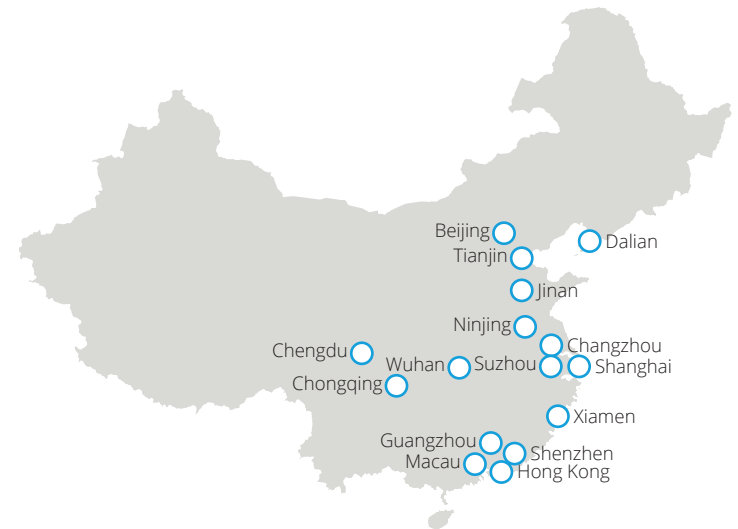 Beijing
Dalian
Tianjin
Jinan
Ninjing
Changzhou
Chengdu
Wuhan
Suzhou
Shanghai
Chongqing
Xiamen
Guangzhou
Shenzhen
Macau
Hong Kong